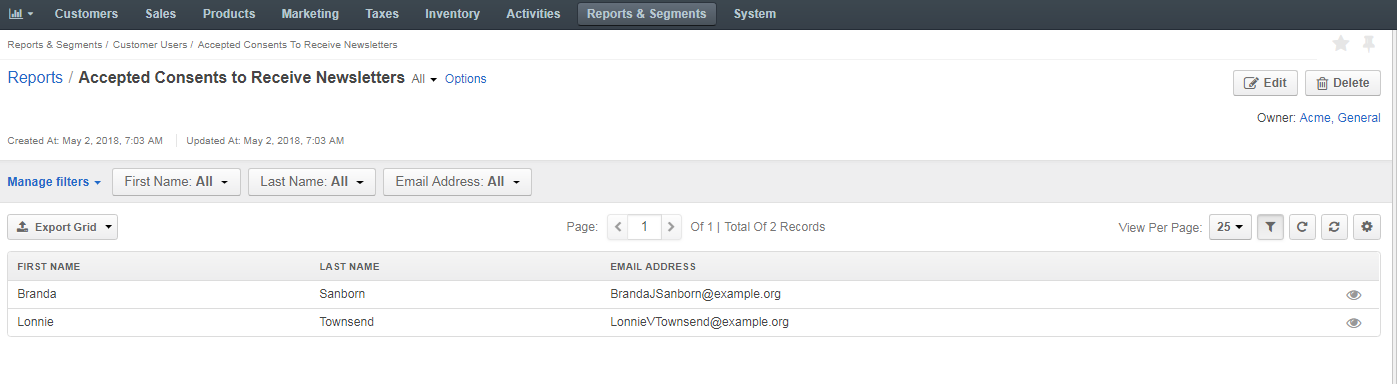 Customers Sales Products Marketing Taxes Inventory Activities Reports & Segments System
Reports & Segments / Customer Users / Accepted Consents To Receive Newsletters
Reports / Accepted Consents to Receive Newsletters All Options
Edit Delete
Owner: Acme, General
Created At: May 2, 2018, 7:03 AM Updated At: May 2, 2018, 7:03 AM
Manage filters First Name: All Last Name: All Email Address: All
Export Grid Page: 1 Of 1 | Total Of 2 Records View Per Page: 25
FIRST NAME LAST NAME EMAIL ADDRESS
Branda Sanborn BrandaJSanborn@example.org
Lonnie Townsend LonnieVTownsend@example.org